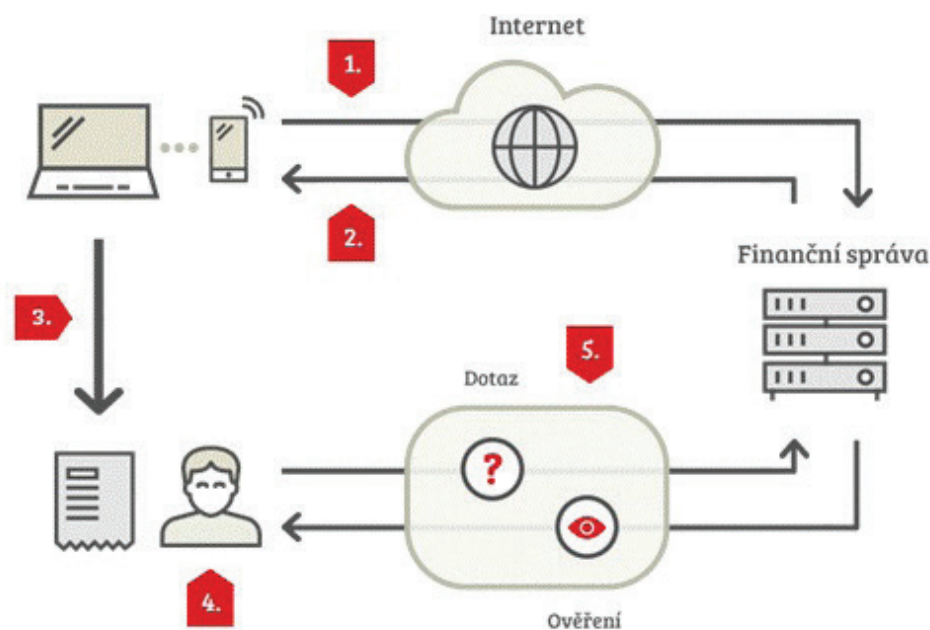 Internet
1.
2.
Finanční správa
3.
5.
Dotaz
?
4.
Ověření